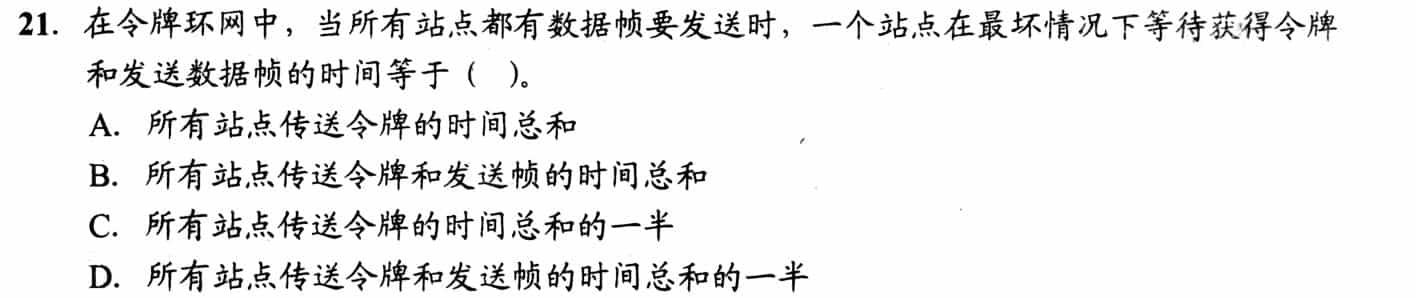 21. 在令牌环网中，当所有站点都有数据帧要发送时，一个站点在最坏情况下等待获得令牌
和发送数据帧的时间等于（ ）。
A. 所有站点传送令牌的时间总和
B. 所有站点传送令牌和发送帧的时间总和
C. 所有站点传送令牌的时间总和的一半
D. 所有站点传送令牌和发送帧的时间总和的一半